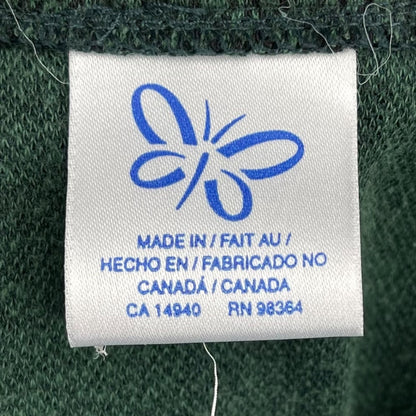 MADE IN / FAIT AU /
HECHO EN / FABRICADO NO
CANADÁ / CANADA
CA 14940 RN 98364